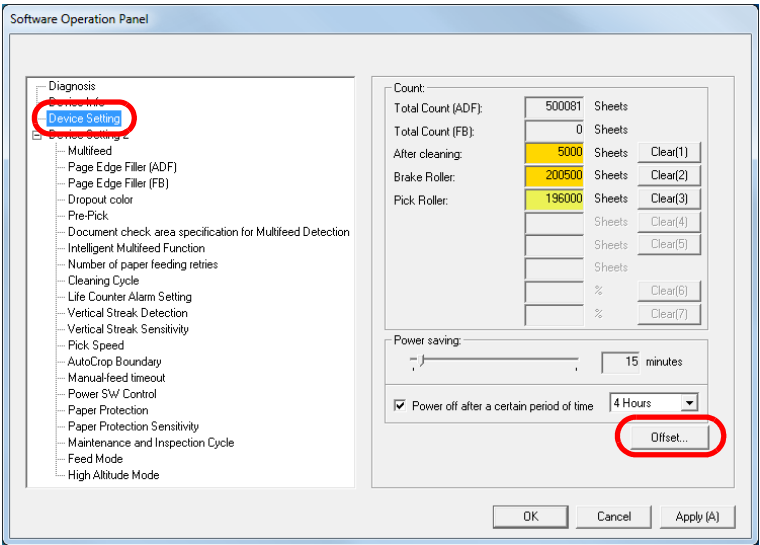 Software Operation Panel
Diagnosis
Device Info
Device Setting
Device Setting 2
Multifeed
Page Edge Filler (ADF)
Page Edge Filler (FB)
Dropout color
Pre-Pick
Document check area specification for Multifeed Detection
Intelligent Multifeed Function
Number of paper feeding retries
Cleaning Cycle
Life Counter Alarm Setting
Vertical Streak Detection
Vertical Streak Sensitivity
Pick Speed
AutoCrop Boundary
Manual-feed timeout
Power SW Control
Paper Protection
Paper Protection Sensitivity
Maintenance and Inspection Cycle
Feed Mode
High Altitude Mode
Count:
Total Count (ADF): 500081 Sheets
Total Count (FB): 0 Sheets
After cleaning: 5000 Sheets Clear(1)
Brake Roller: 200500 Sheets Clear(2)
Pick Roller: 196000 Sheets Clear(3)
Sheets Clear(4)
Sheets Clear(5)
Sheets
% Clear(6)
% Clear(7)
Power saving:
15 minutes
Power off after a certain period of time 4 Hours
Offset...
OK Cancel Apply (A)